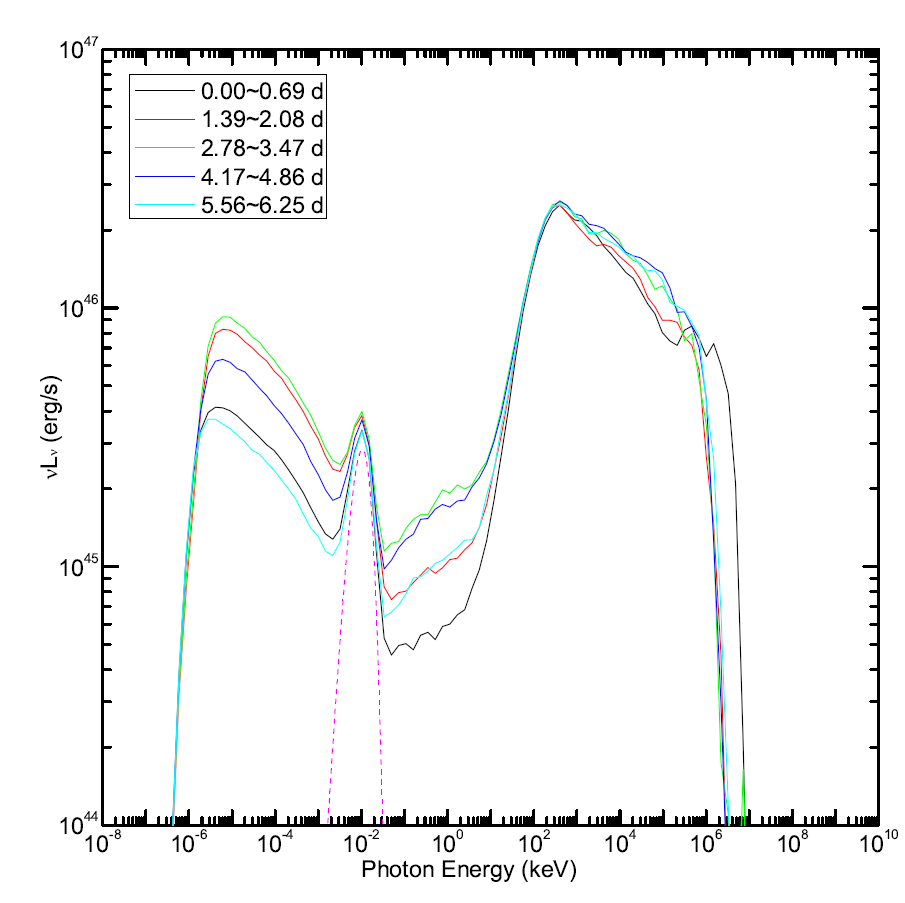 10^47
10^46
10^45
10^44
νLν (erg/s)
0.00~0.69 d
1.39~2.08 d
2.78~3.47 d
4.17~4.86 d
5.56~6.25 d
10^-8 10^-6 10^-4 10^-2 10^0 10^2 10^4 10^6 10^8 10^10
Photon Energy (keV)